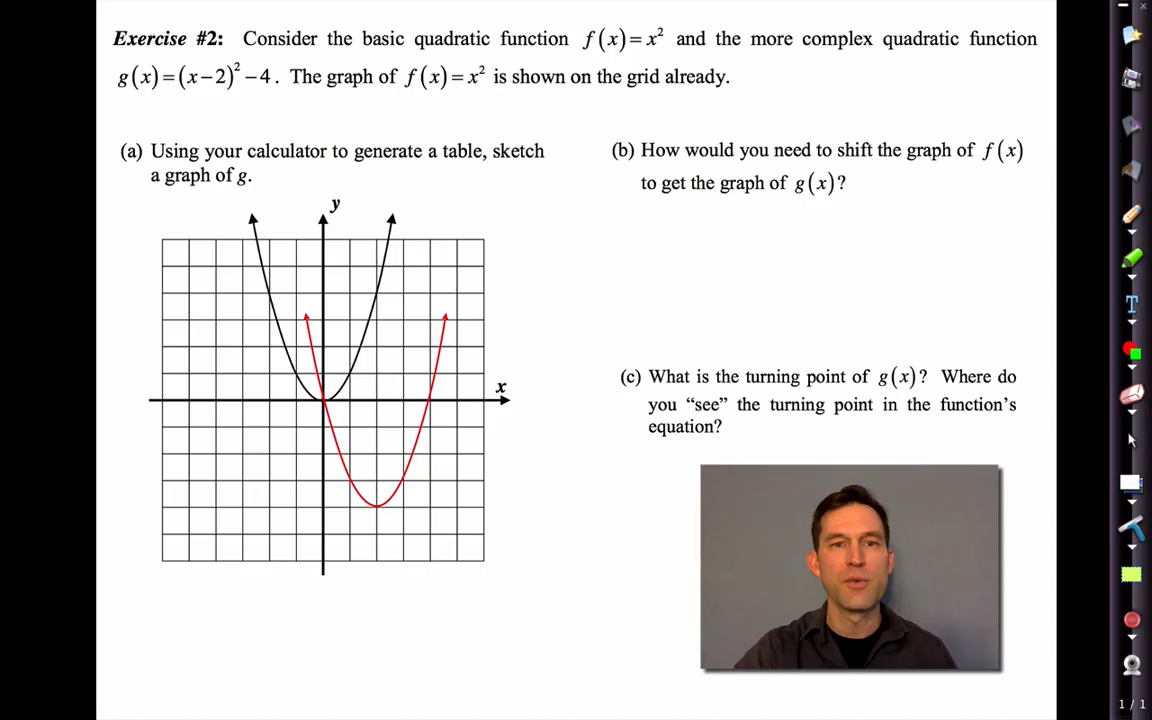 Exercise #2: Consider the basic quadratic function f(x)=x² and the more complex quadratic function
g(x)=(x−2)²−4. The graph of f(x)=x² is shown on the grid already.
(a) Using your calculator to generate a table, sketch
a graph of g.
y
x
(b) How would you need to shift the graph of f(x)
to get the graph of g(x)?
(c) What is the turning point of g(x)? Where do
you “see” the turning point in the function’s
equation?
T
1 / 1